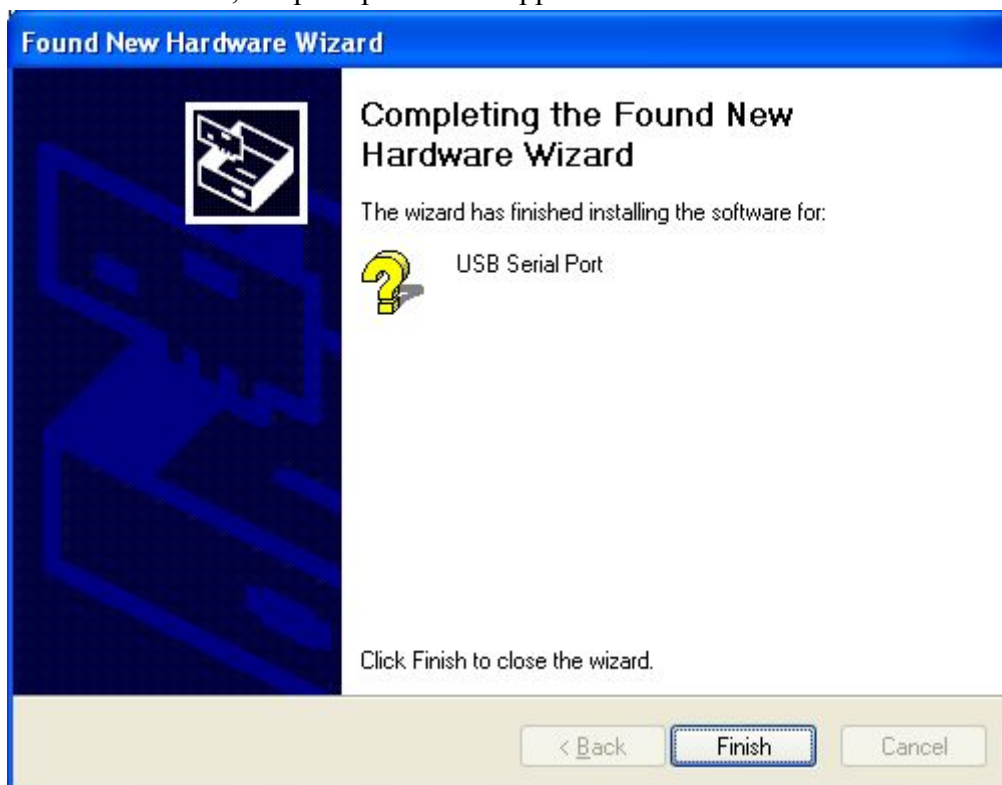 Found New Hardware Wizard
Completing the Found New
Hardware Wizard
The wizard has finished installing the software for:
USB Serial Port
Click Finish to close the wizard.
< Back
Finish
Cancel